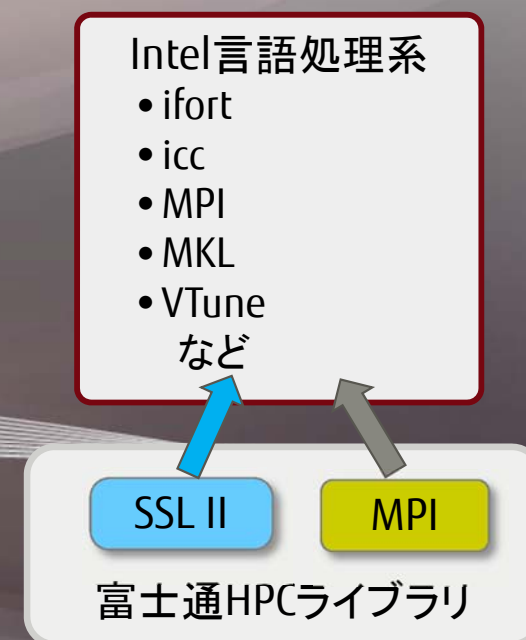 Intel言語処理系
•ifort
•icc
•MPI
•MKL
•VTune
など
SSL II
MPI
富士通HPCライブラリ